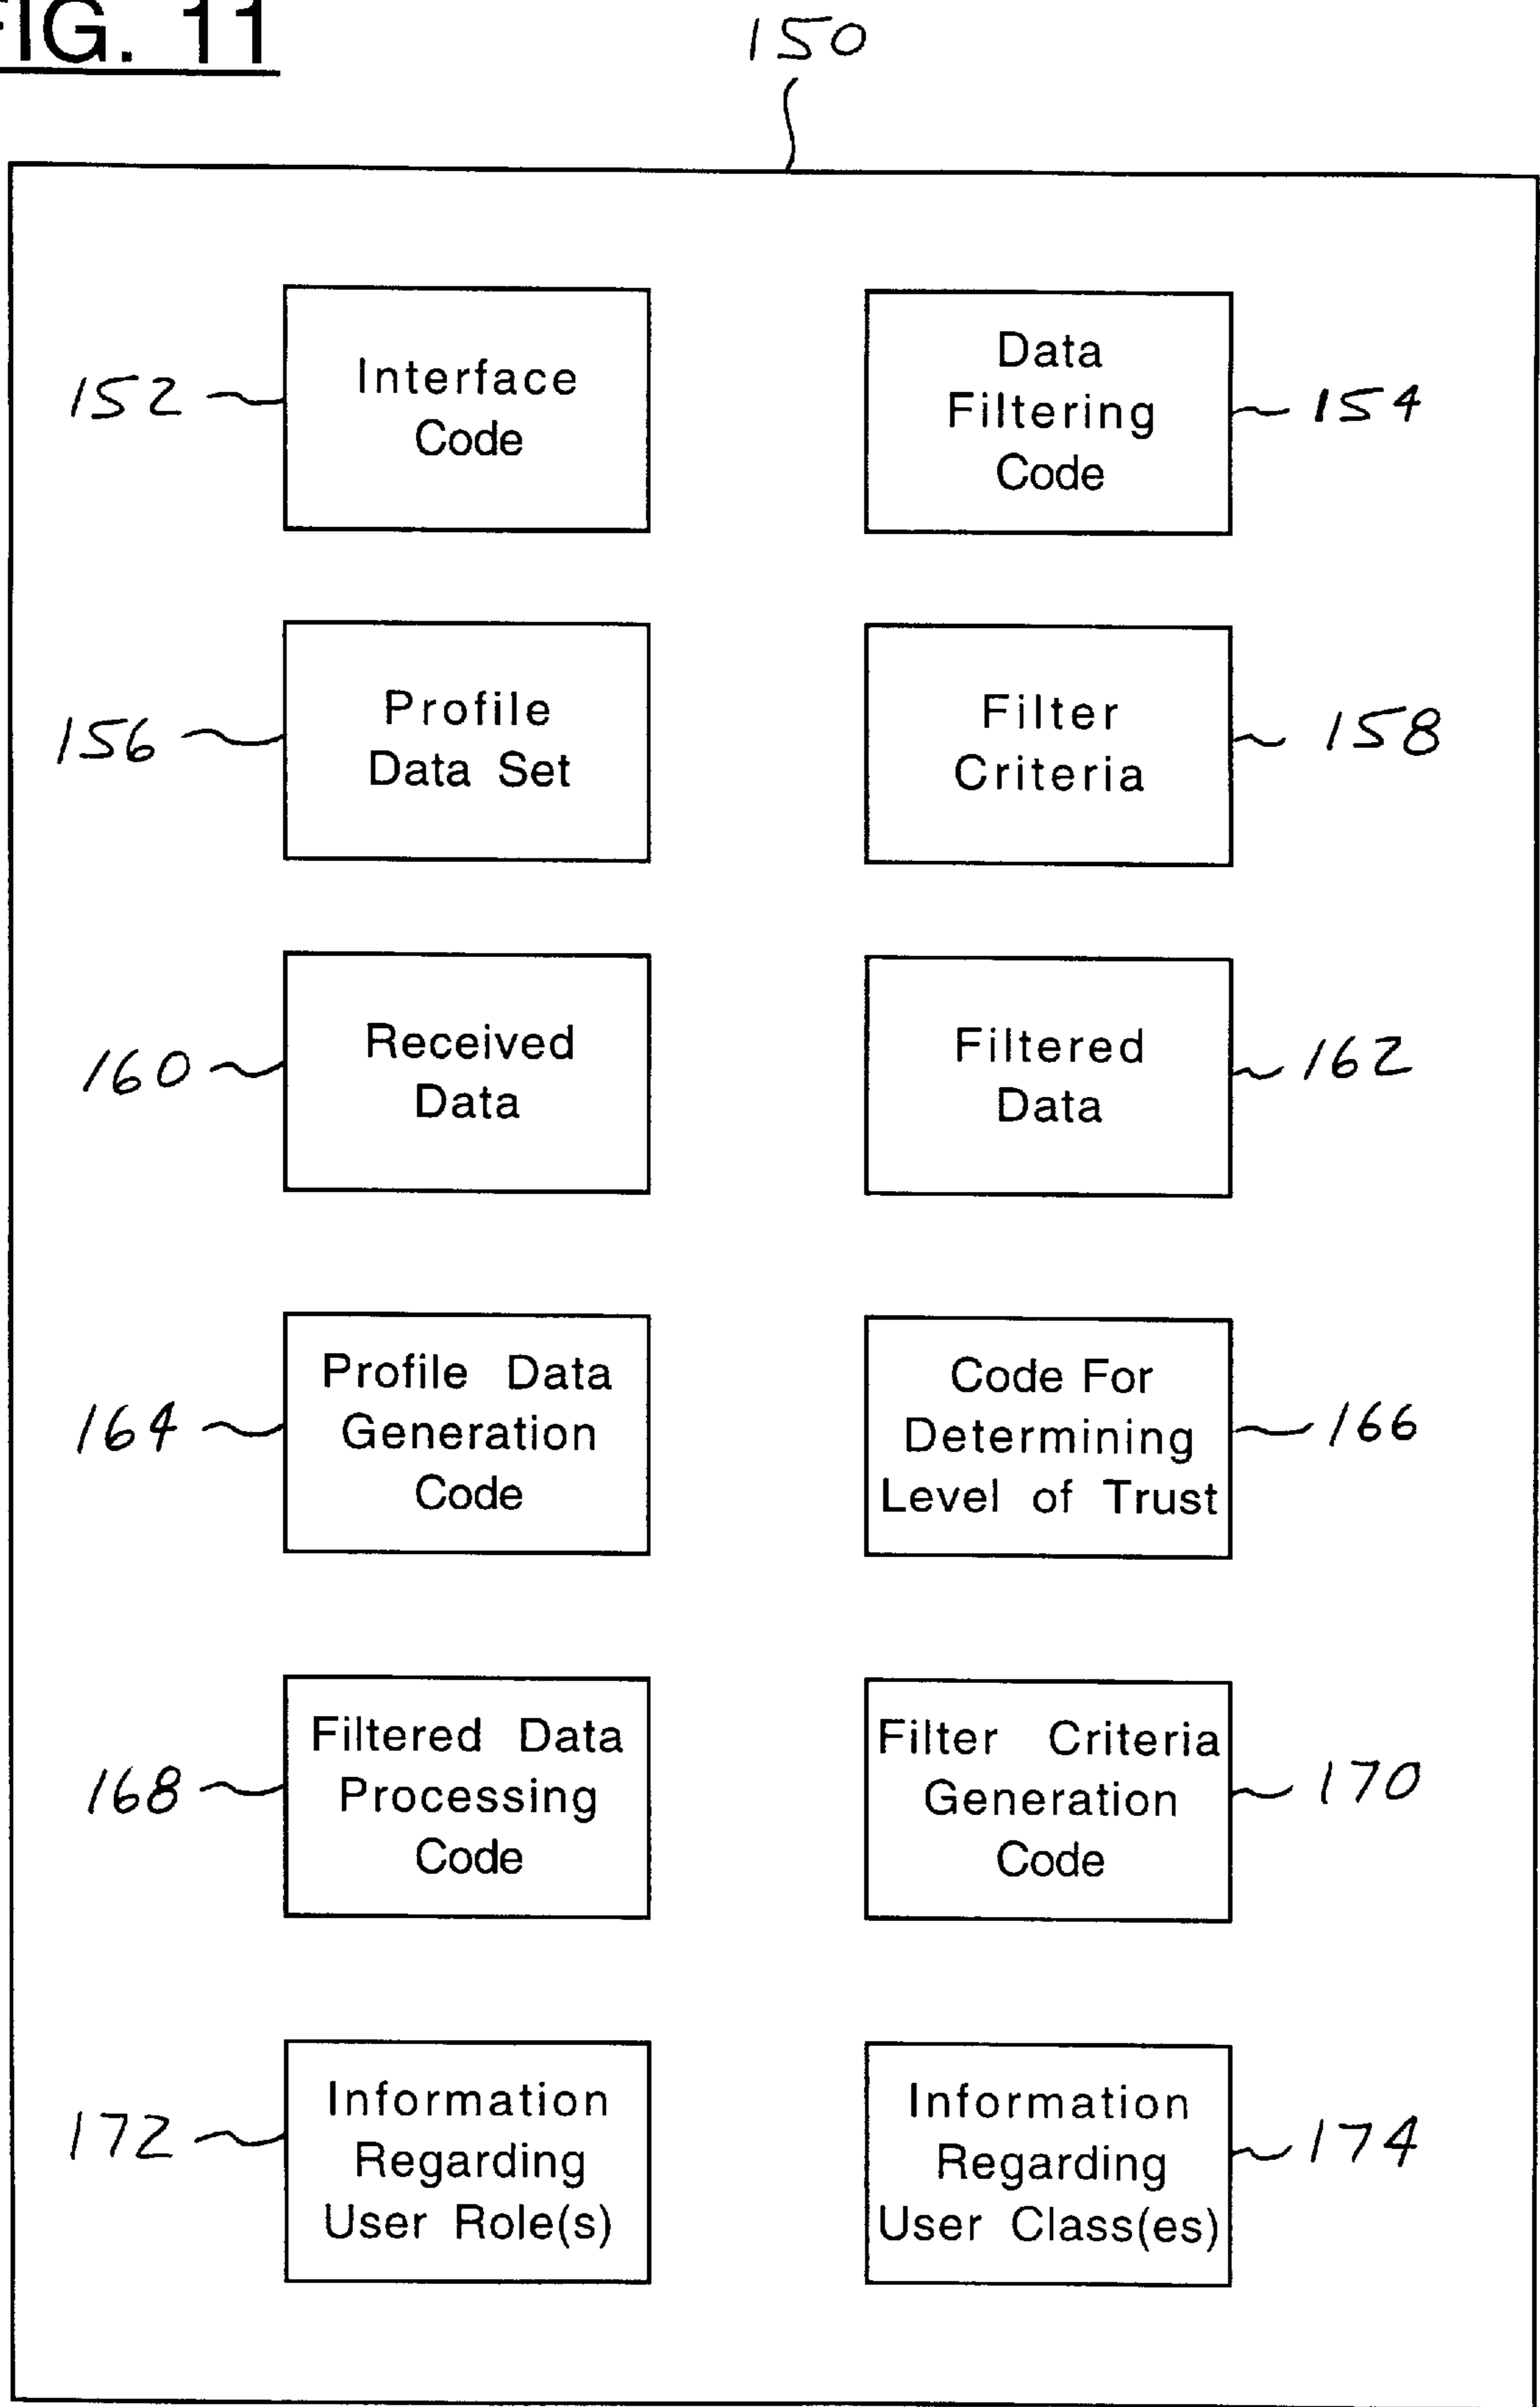 FIG. 11
150
152
Interface
Code
Data
Filtering
Code
154
156
Profile
Data Set
Filter
Criteria
158
160
Received
Data
Filtered
Data
162
164
Profile Data
Generation
Code
Code For
Determining
Level of Trust
166
168
Filtered Data
Processing
Code
Filter Criteria
Generation
Code
170
172
Information
Regarding
User Role(s)
Information
Regarding
User Class(es)
174